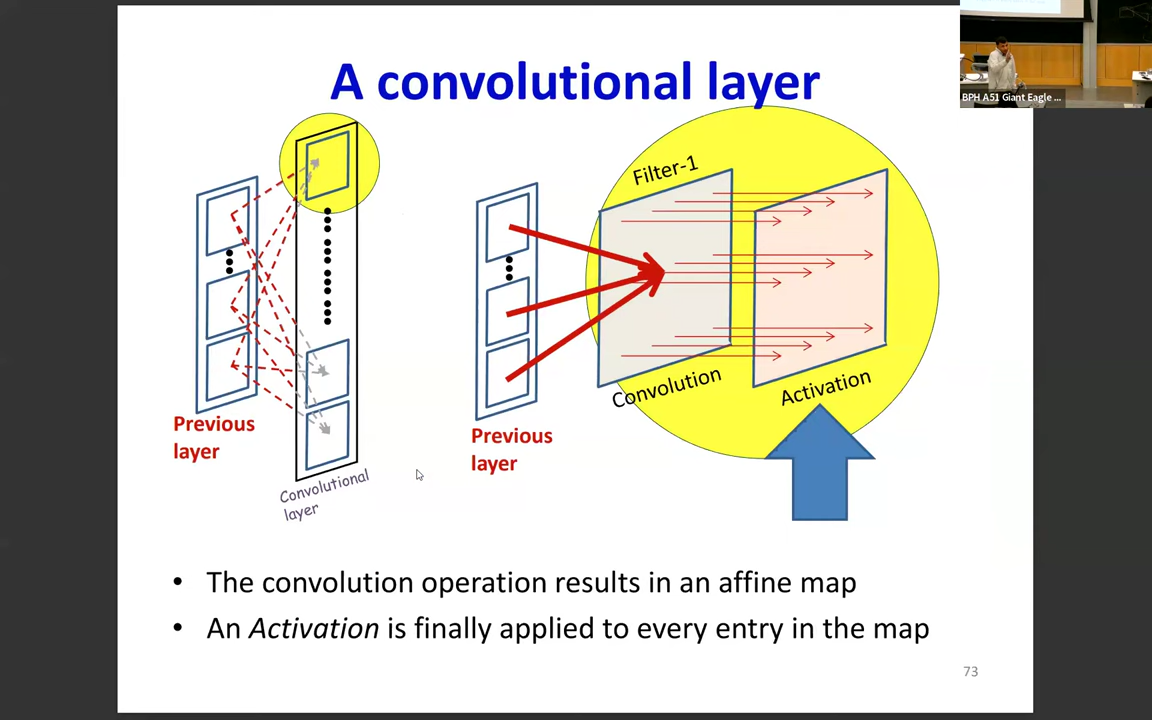 A convolutional layer
BPH A51 Giant Eagle ...
Filter-1
Convolution
Activation
Previous
layer
Convolutional
layer
Previous
layer
• The convolution operation results in an affine map
• An Activation is finally applied to every entry in the map
73